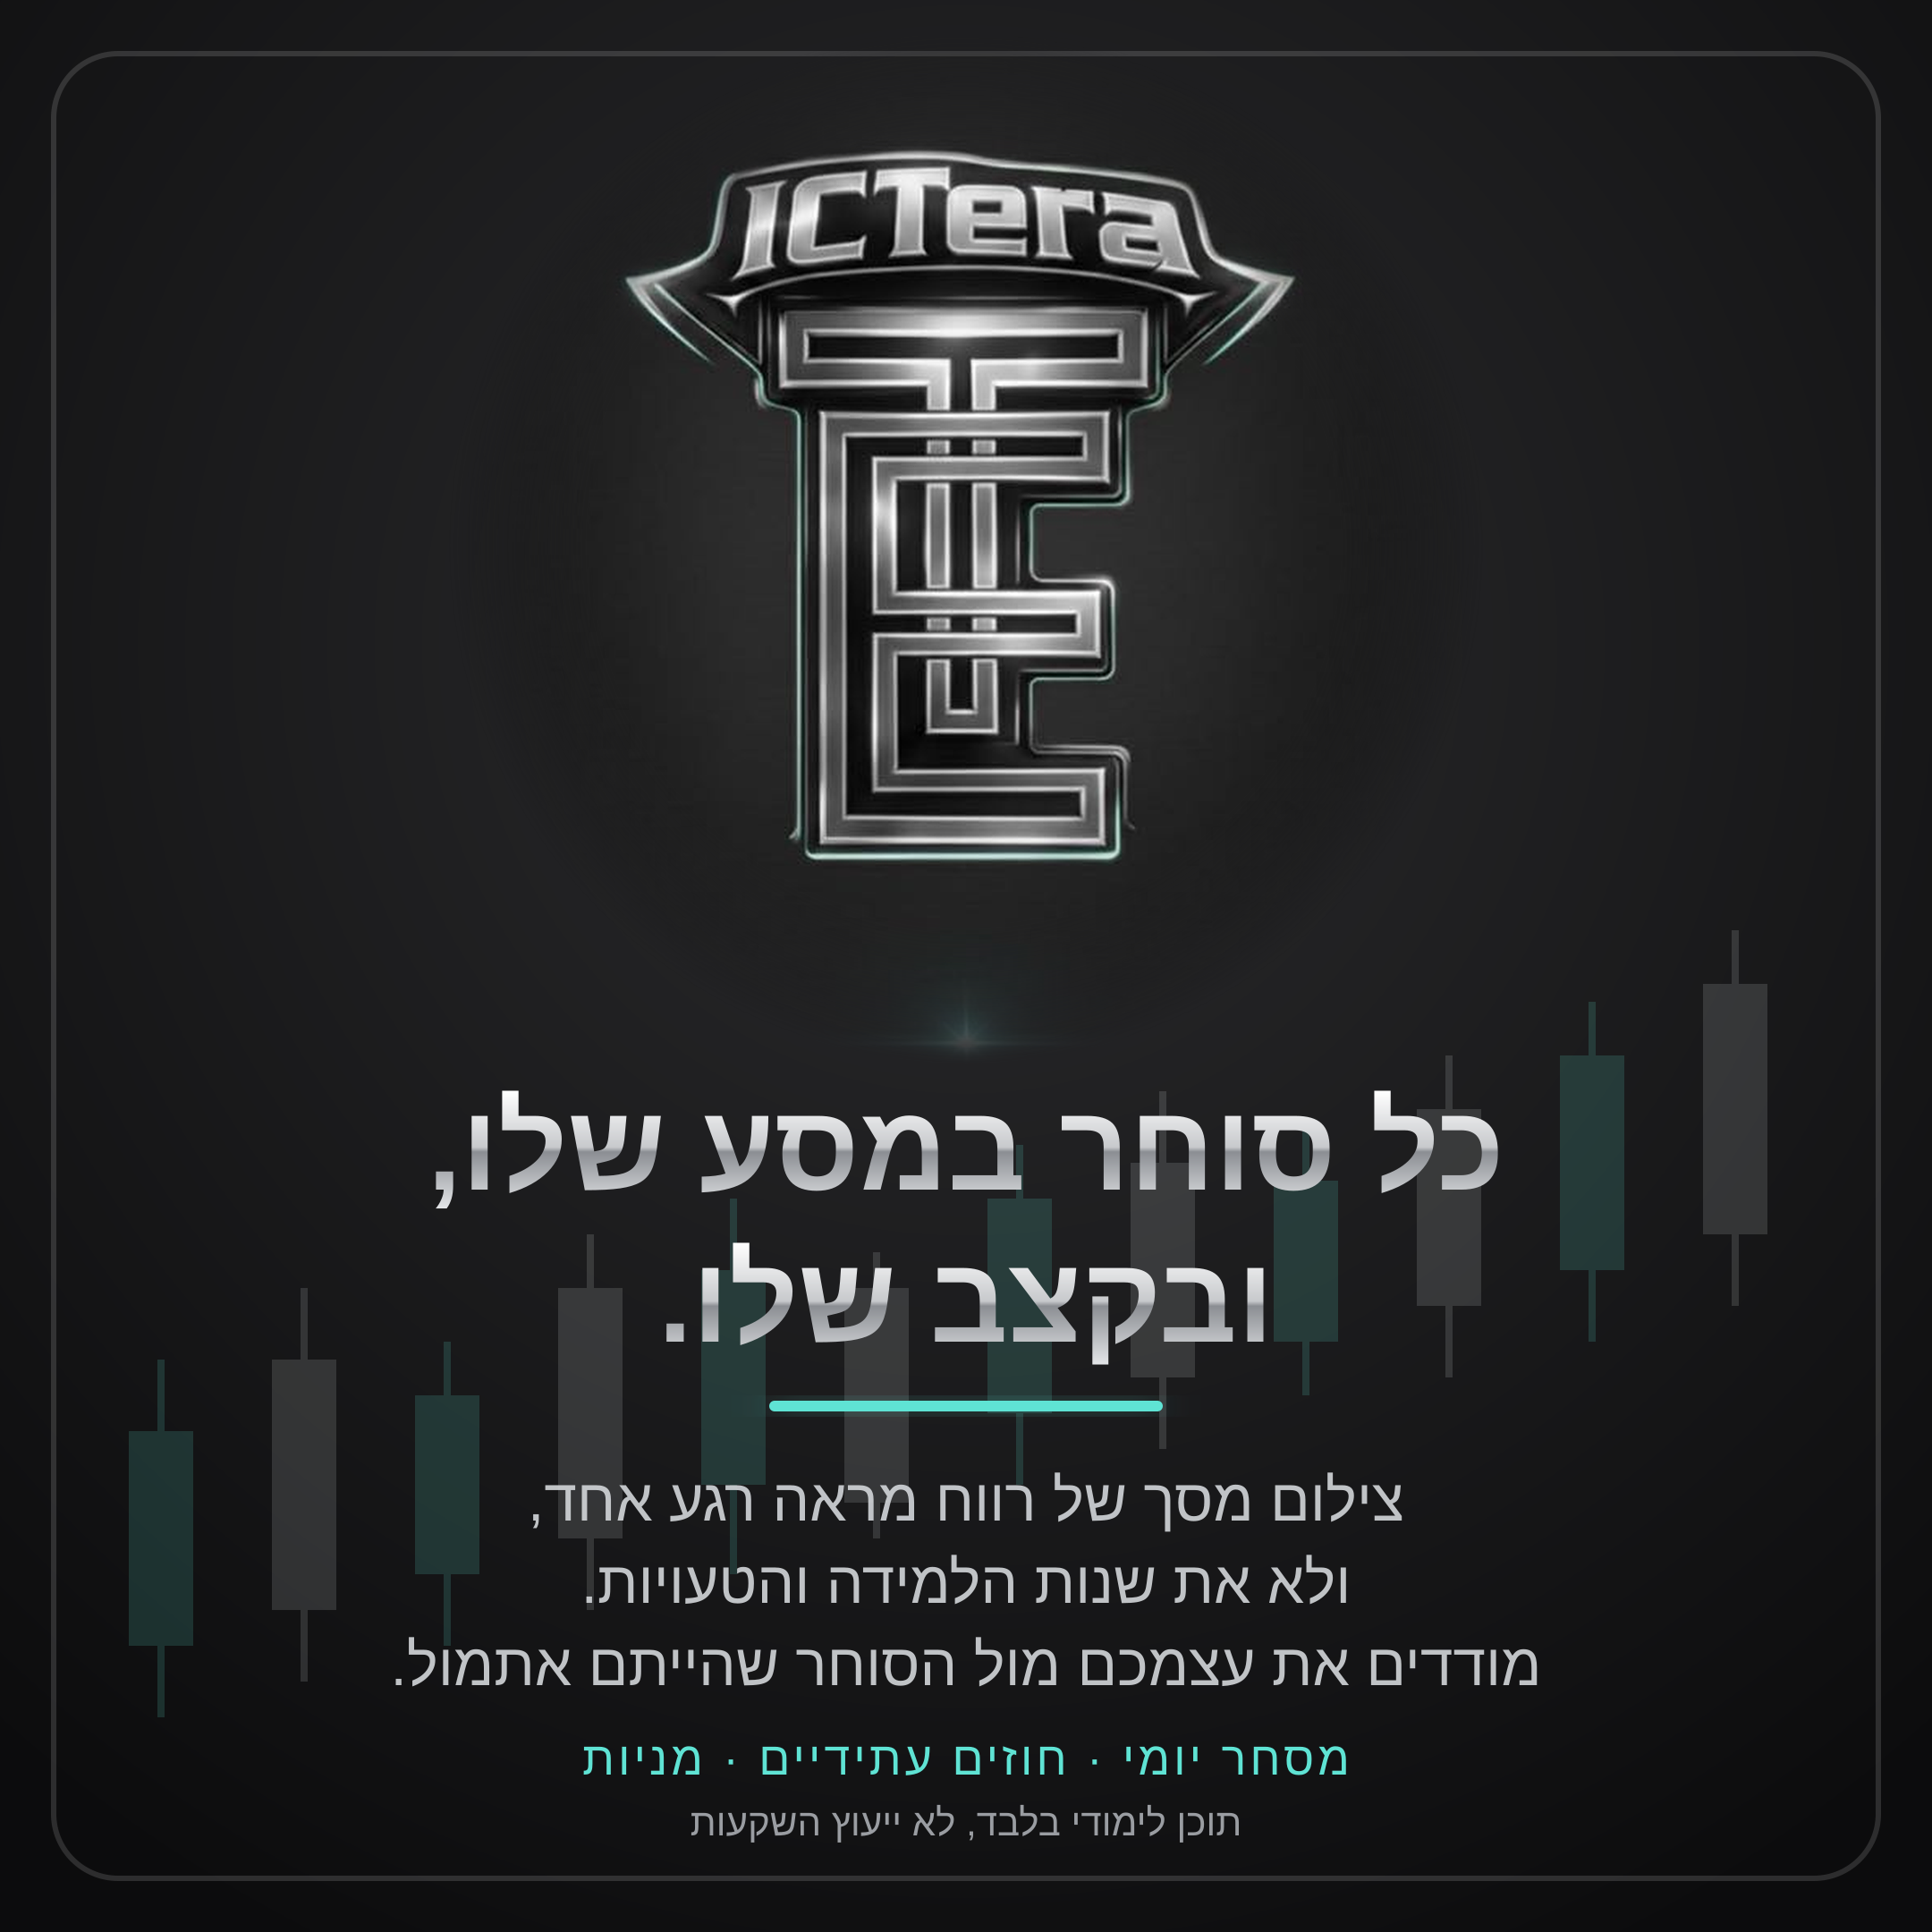 ICTera
TE
כל סוחר במסע שלו,
ובקצב שלו.
צילום מסך של רווח מראה רגע אחד,
ולא את שנות הלמידה והטעויות.
מודדים את עצמכם מול הסוחר שהייתם אתמול.
מסחר יומי · חוזים עתידיים · מניות
תוכן לימודי בלבד, לא ייעוץ השקעות